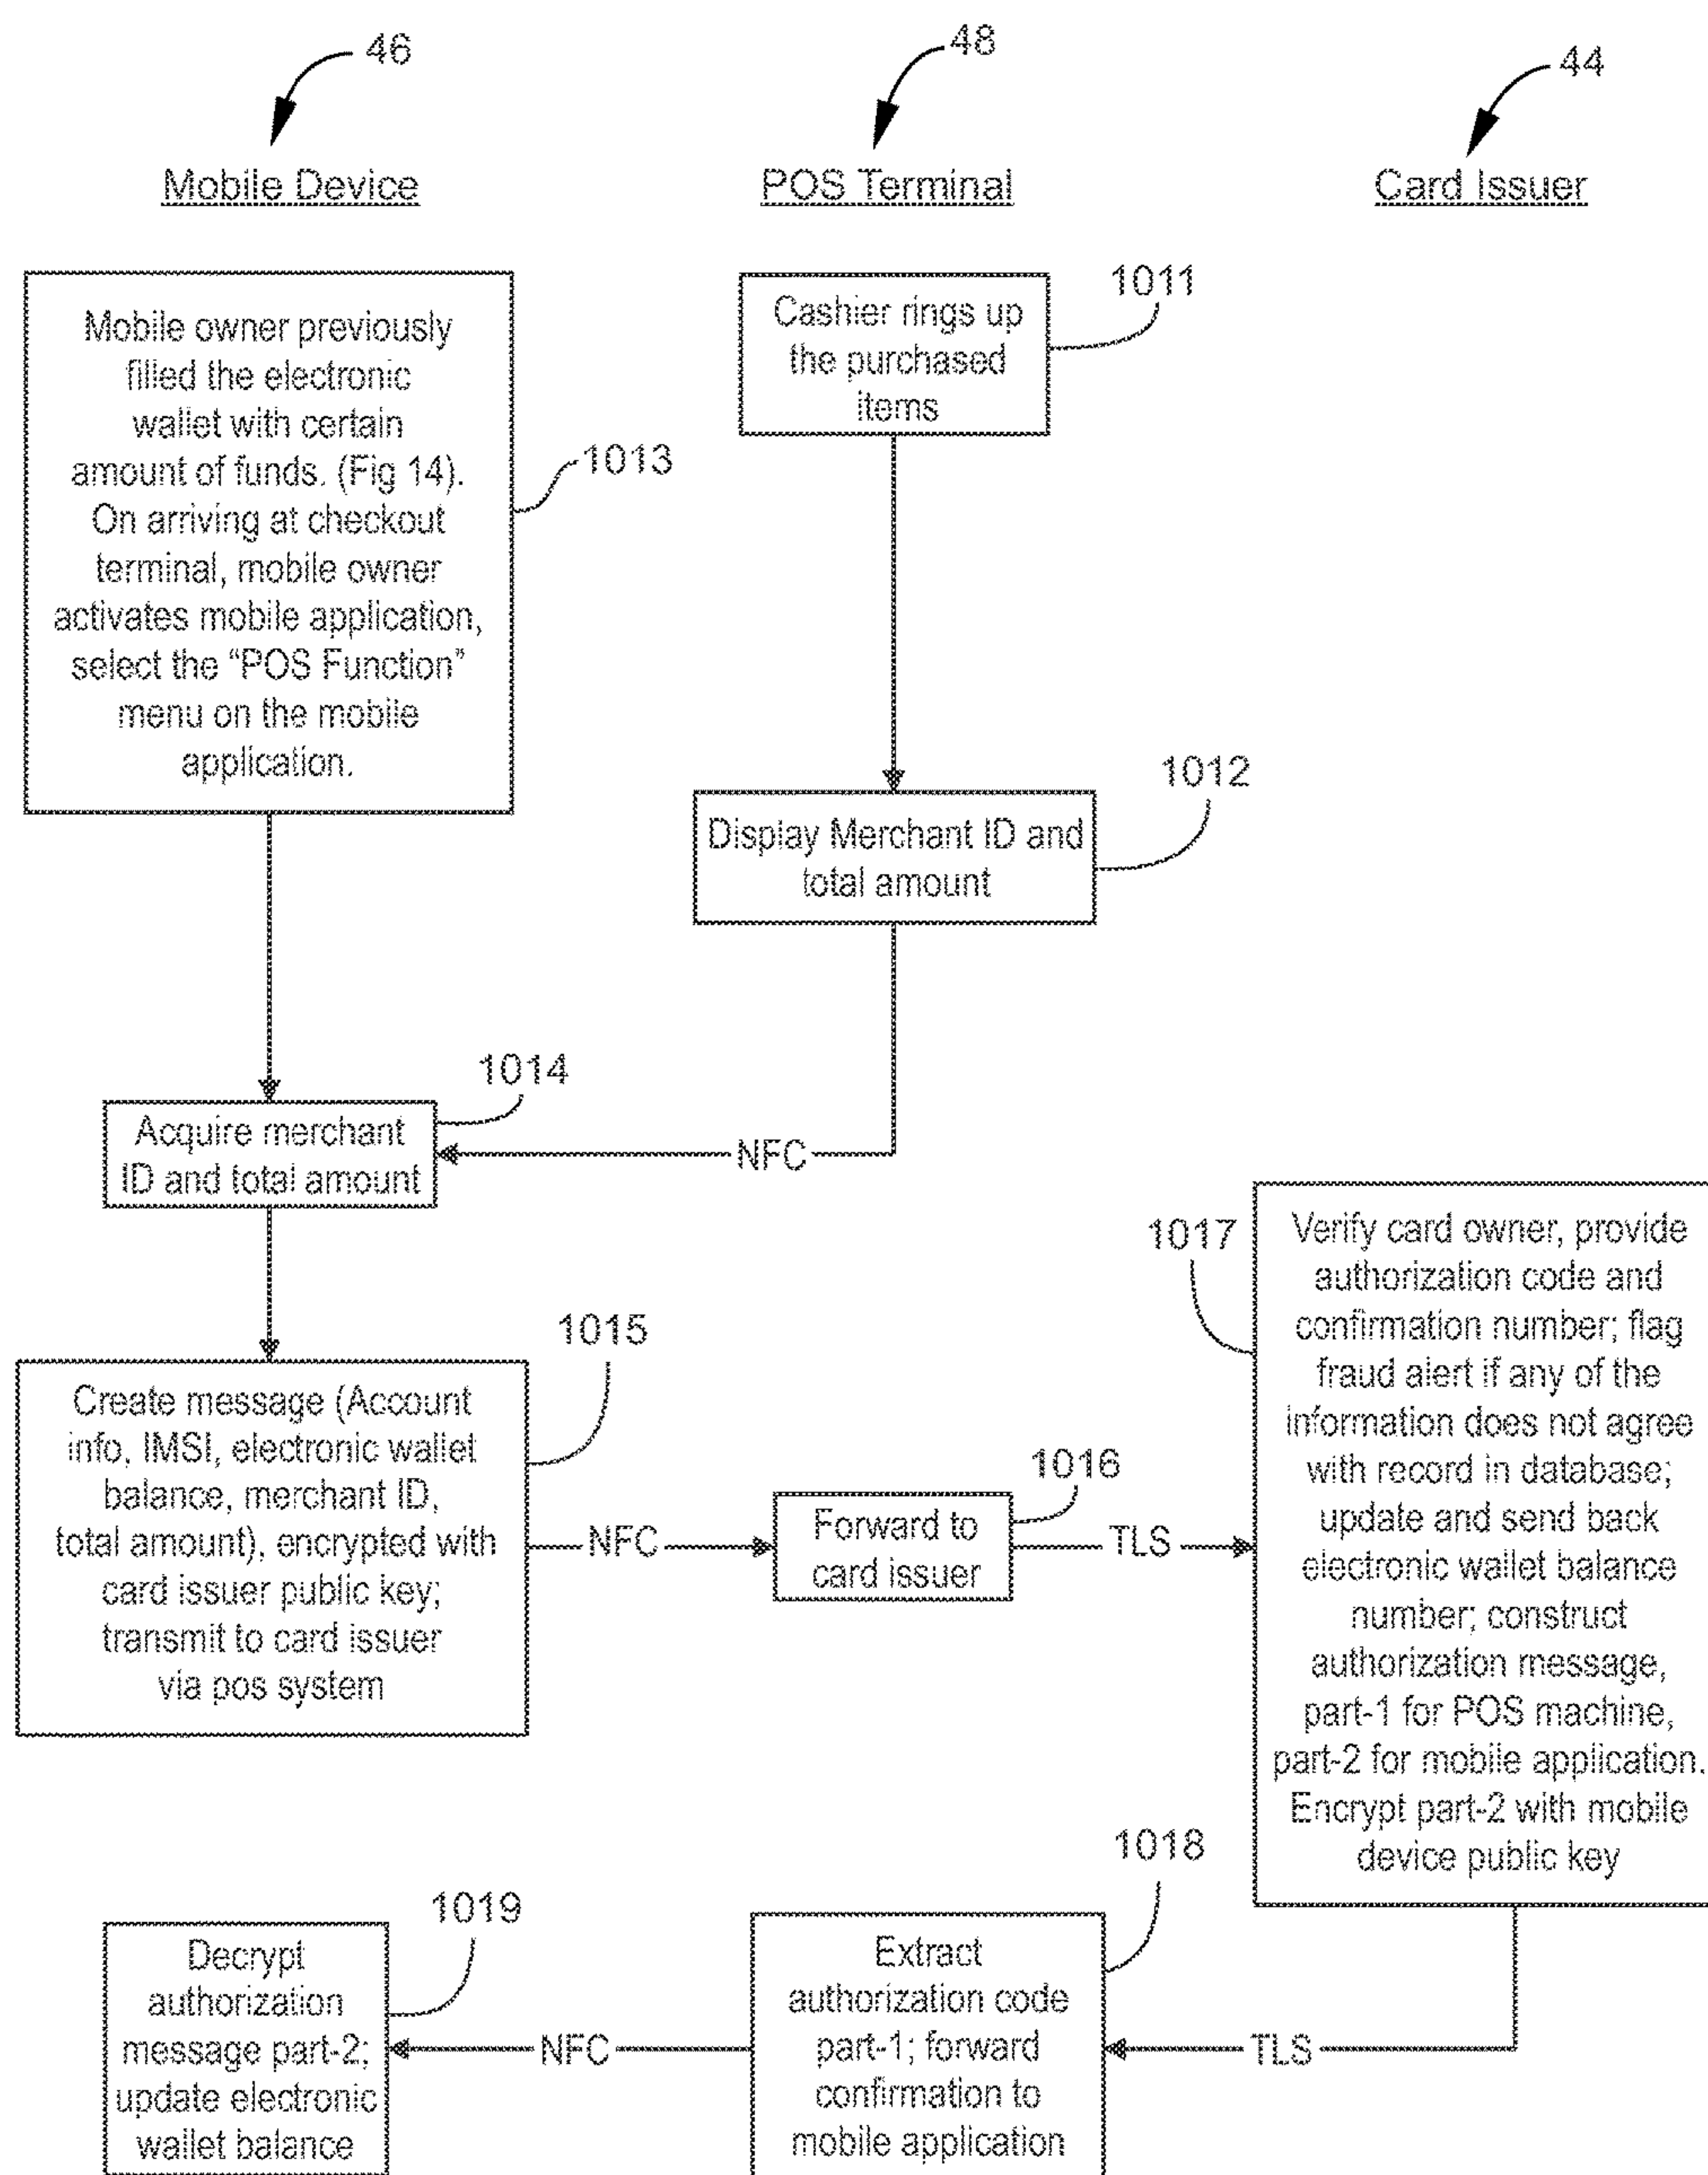 46
48
44
Mobile Device
POS Terminal
Card Issuer
Mobile owner previously
filled the electronic
wallet with certain
amount of funds. (Fig 14).
On arriving at checkout
terminal, mobile owner
activates mobile application,
select the “POS Function”
menu on the mobile
application.
1013
Cashier rings up
the purchased
items
1011
Display Merchant ID and
total amount
1012
Acquire merchant
ID and total amount
1014
NFC
Create message (Account
info, IMSI, electronic wallet
balance, merchant ID,
total amount), encrypted with
card issuer public key;
transmit to card issuer
via pos system
1015
NFC
Forward to
card issuer
1016
TLS
1017
Verify card owner, provide
authorization code and
confirmation number; flag
fraud alert if any of the
information does not agree
with record in database;
update and send back
electronic wallet balance
number; construct
authorization message,
part-1 for POS machine,
part-2 for mobile application.
Encrypt part-2 with mobile
device public key
TLS
Extract
authorization code
part-1; forward
confirmation to
mobile application
1018
NFC
Decrypt
authorization
message part-2;
update electronic
wallet balance
1019